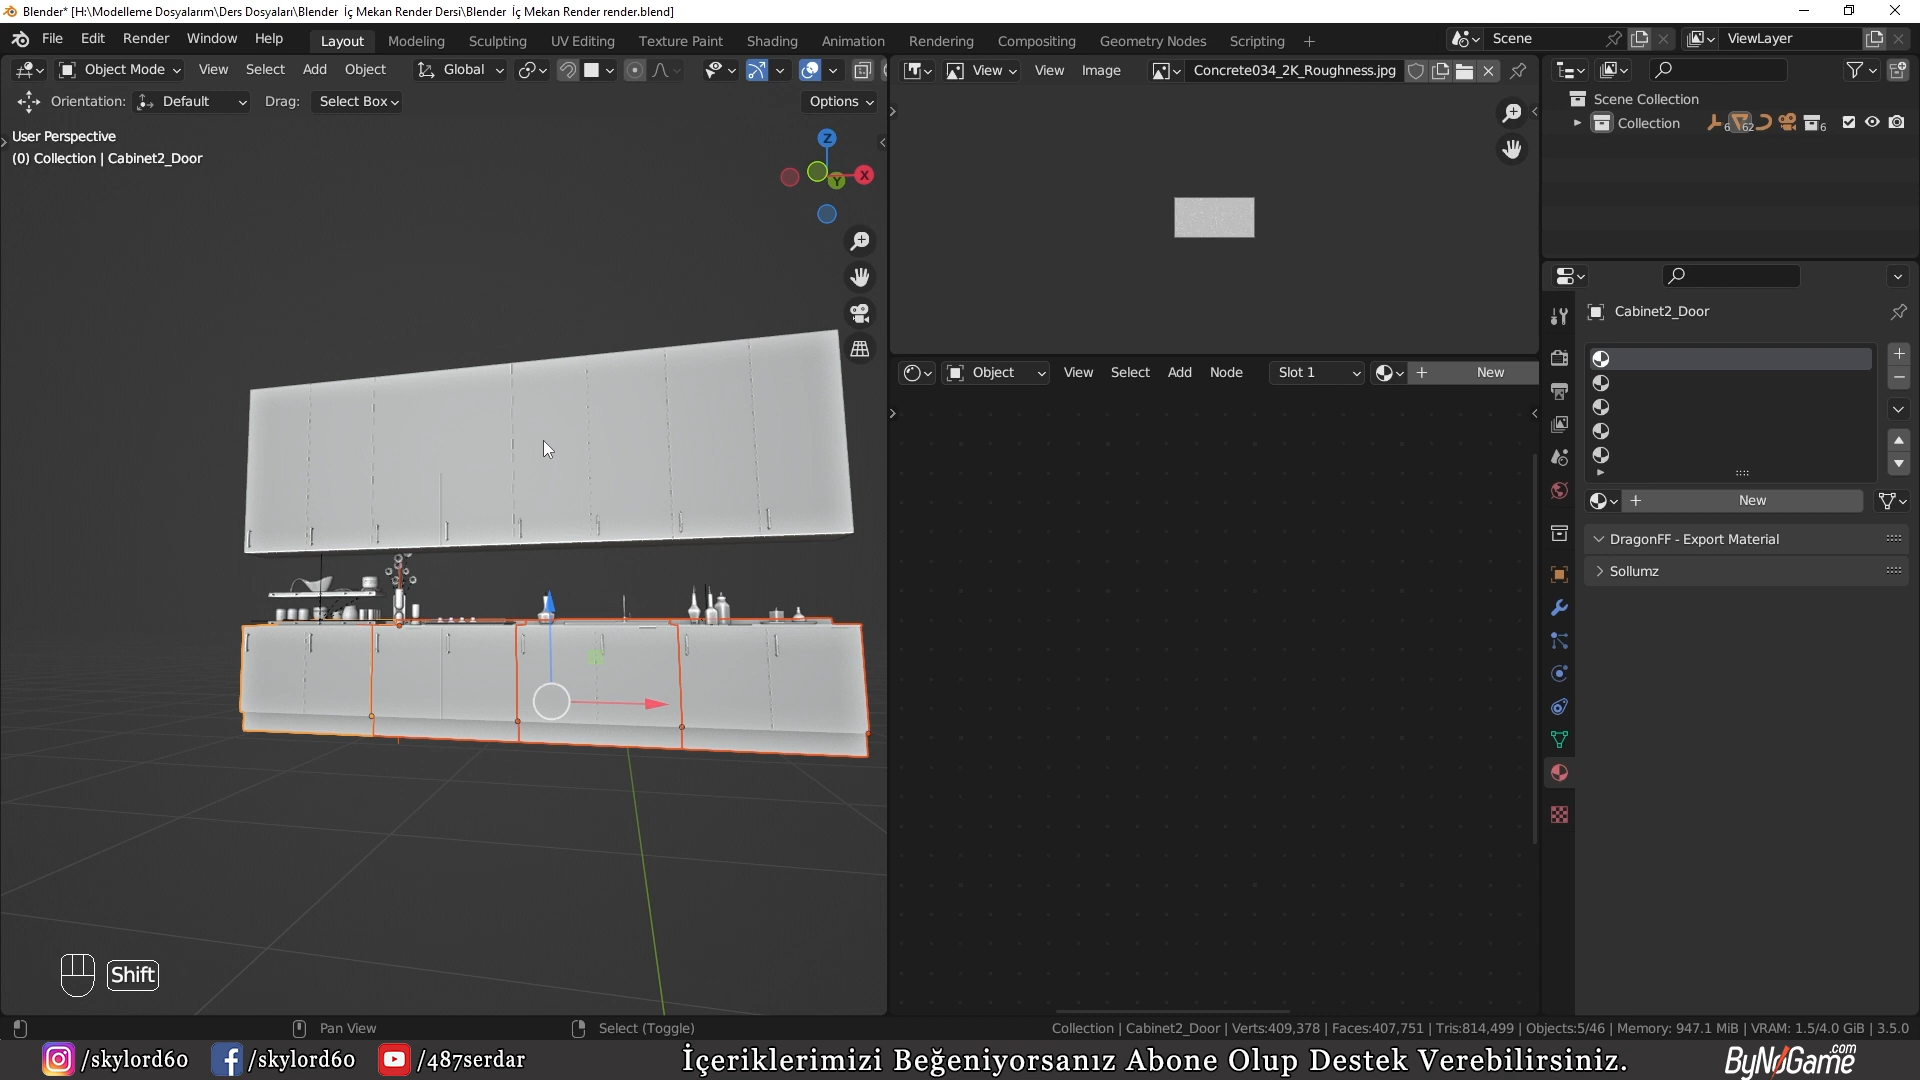 Blender* [H:\Modelleme Dosyalarım\Ders Dosyaları\Blender İç Mekan Render Dersi\Blender İç Mekan Render render.blend]
File Edit Render Window Help
Layout Modeling Sculpting UV Editing Texture Paint Shading Animation Rendering Compositing Geometry Nodes Scripting +
Scene ViewLayer
Object Mode View Select Add Object Global
View View Image Concrete034_2K_Roughness.jpg
Orientation: Default Drag: Select Box Options
Scene Collection
Collection 6 62 6
User Perspective
(0) Collection | Cabinet2_Door
Z
X
Y
Cabinet2_Door
Object View Select Add Node Slot 1 New
New
DragonFF - Export Material
Sollumz
Shift
Pan View Select (Toggle) Collection | Cabinet2_Door | Verts:409,378 | Faces:407,751 | Tris:814,499 | Objects:5/46 | Memory: 947.1 MiB | VRAM: 1.5/4.0 GiB | 3.5.0
/skylord60 /skylord60 /487serdar İçeriklerimizi Beğeniyorsanız Abone Olup Destek Verebilirsiniz. ByNoGame.com